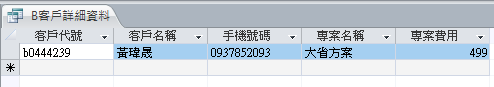 B客戶詳細資料
客戶代號 客戶名稱 手機號碼 專案名稱 專案費用
b0444239 黃瑋晟 0937852093 大省方案 499